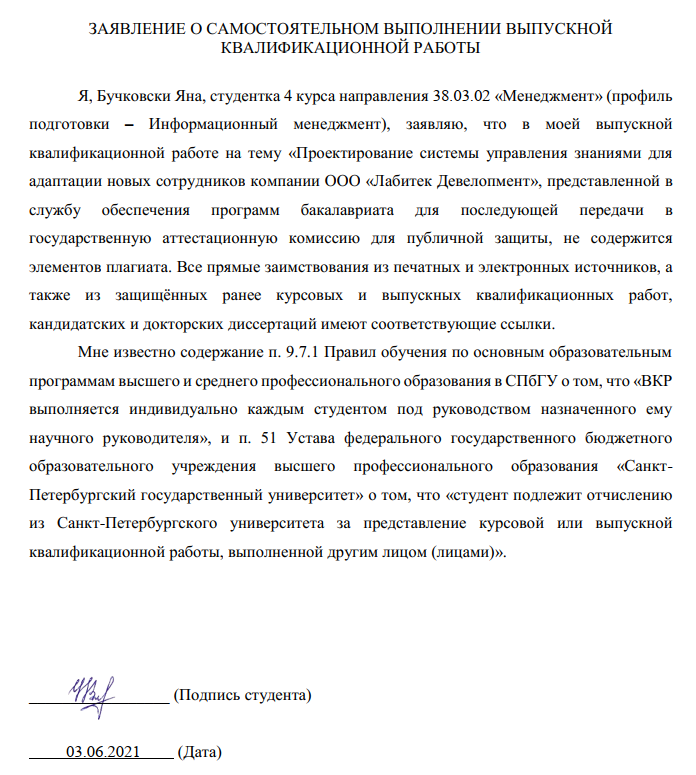 ЗАЯВЛЕНИЕ О САМОСТОЯТЕЛЬНОМ ВЫПОЛНЕНИИ ВЫПУСКНОЙ
КВАЛИФИКАЦИОННОЙ РАБОТЫ
Я, Бучковски Яна, студентка 4 курса направления 38.03.02 «Менеджмент» (профиль
подготовки – Информационный менеджмент), заявляю, что в моей выпускной
квалификационной работе на тему «Проектирование системы управления знаниями для
адаптации новых сотрудников компании ООО «Лабитек Девелопмент», представленной в
службу обеспечения программ бакалавриата для последующей передачи в
государственную аттестационную комиссию для публичной защиты, не содержится
элементов плагиата. Все прямые заимствования из печатных и электронных источников, а
также из защищённых ранее курсовых и выпускных квалификационных работ,
кандидатских и докторских диссертаций имеют соответствующие ссылки.
Мне известно содержание п. 9.7.1 Правил обучения по основным образовательным
программам высшего и среднего профессионального образования в СПбГУ о том, что «ВКР
выполняется индивидуально каждым студентом под руководством назначенного ему
научного руководителя», и п. 51 Устава федерального государственного бюджетного
образовательного учреждения высшего профессионального образования «Санкт-
Петербургский государственный университет» о том, что «студент подлежит отчислению
из Санкт-Петербургского университета за представление курсовой или выпускной
квалификационной работы, выполненной другим лицом (лицами)».
(Подпись студента)
03.06.2021 (Дата)